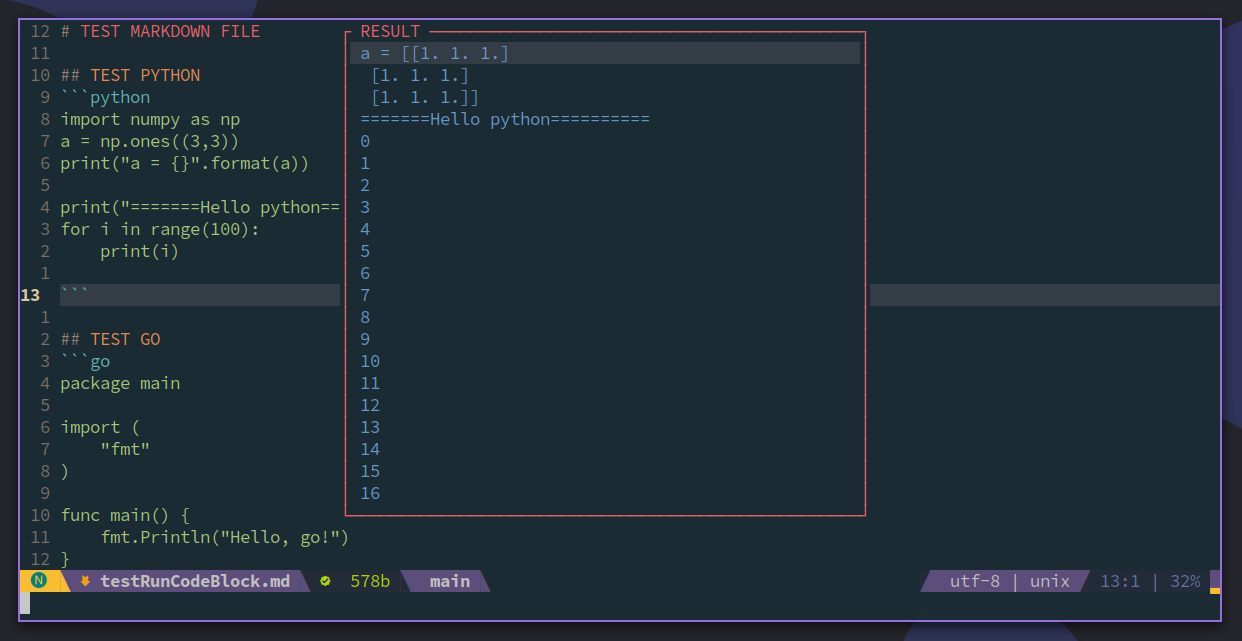 12 # TEST MARKDOWN FILE
11
10 ## TEST PYTHON
9 ```python
8 import numpy as np
7 a = np.ones((3,3))
6 print("a = {}".format(a))
5
4 print("=======Hello python==
3 for i in range(100):
2     print(i)
1
13 ```
1
2 ## TEST GO
3 ```go
4 package main
5
6 import (
7     "fmt"
8 )
9
10 func main() {
11     fmt.Println("Hello, go!")
12 }
RESULT
a = [[1. 1. 1.]
 [1. 1. 1.]
 [1. 1. 1.]]
=======Hello python==========
0
1
2
3
4
5
6
7
8
9
10
11
12
13
14
15
16
N testRunCodeBlock.md 578b main utf-8 | unix 13:1 | 32%